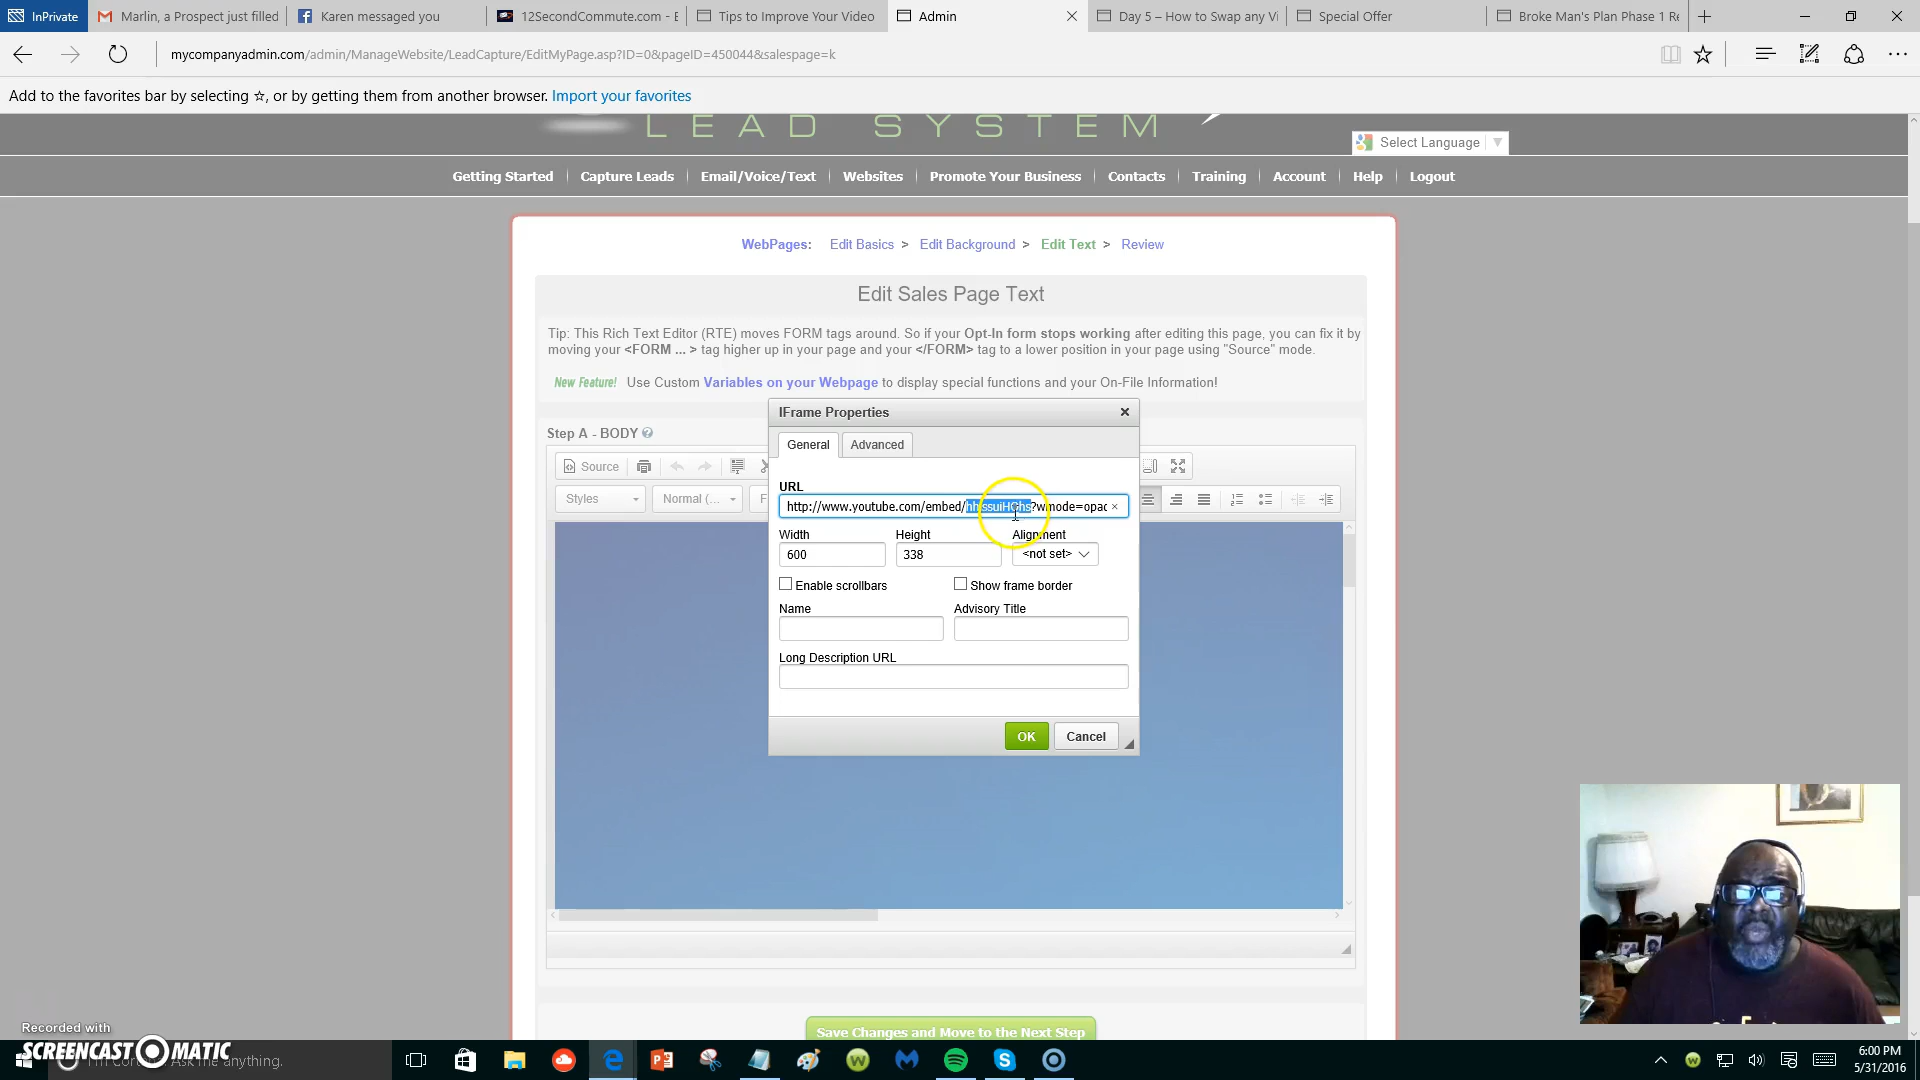 InPrivate
Marlin, a Prospect just filled
Karen messaged you
12SecondCommute.com - E
Tips to Improve Your Video
Admin
Day 5 – How to Swap any Vi
Special Offer
Broke Man's Plan Phase 1 Re
mycompanyadmin.com/admin/ManageWebsite/LeadCapture/EditMyPage.asp?ID=0&pageID=450044&salespage=k
Add to the favorites bar by selecting ☆, or by getting them from another browser. Import your favorites
LEAD SYSTEM
Select Language
Getting Started
Capture Leads
Email/Voice/Text
Websites
Promote Your Business
Contacts
Training
Account
Help
Logout
WebPages: Edit Basics > Edit Background > Edit Text > Review
Edit Sales Page Text
Tip: This Rich Text Editor (RTE) moves FORM tags around. So if your Opt-In form stops working after editing this page, you can fix it by
moving your <FORM ... > tag higher up in your page and your </FORM> tag to a lower position in your page using "Source" mode.
New Feature! Use Custom Variables on your Webpage to display special functions and your On-File Information!
IFrame Properties
Step A - BODY
General
Advanced
Source
URL
Styles
Normal (...
F
http://www.youtube.com/embed/
?wmode=opac
Width
Height
Alignment
600
338
<not set>
Enable scrollbars
Show frame border
Name
Advisory Title
Long Description URL
OK
Cancel
Save Changes and Move to the Next Step
Recorded with
SCREENCAST MATIC
Ask me anything.
6:00 PM
5/31/2016